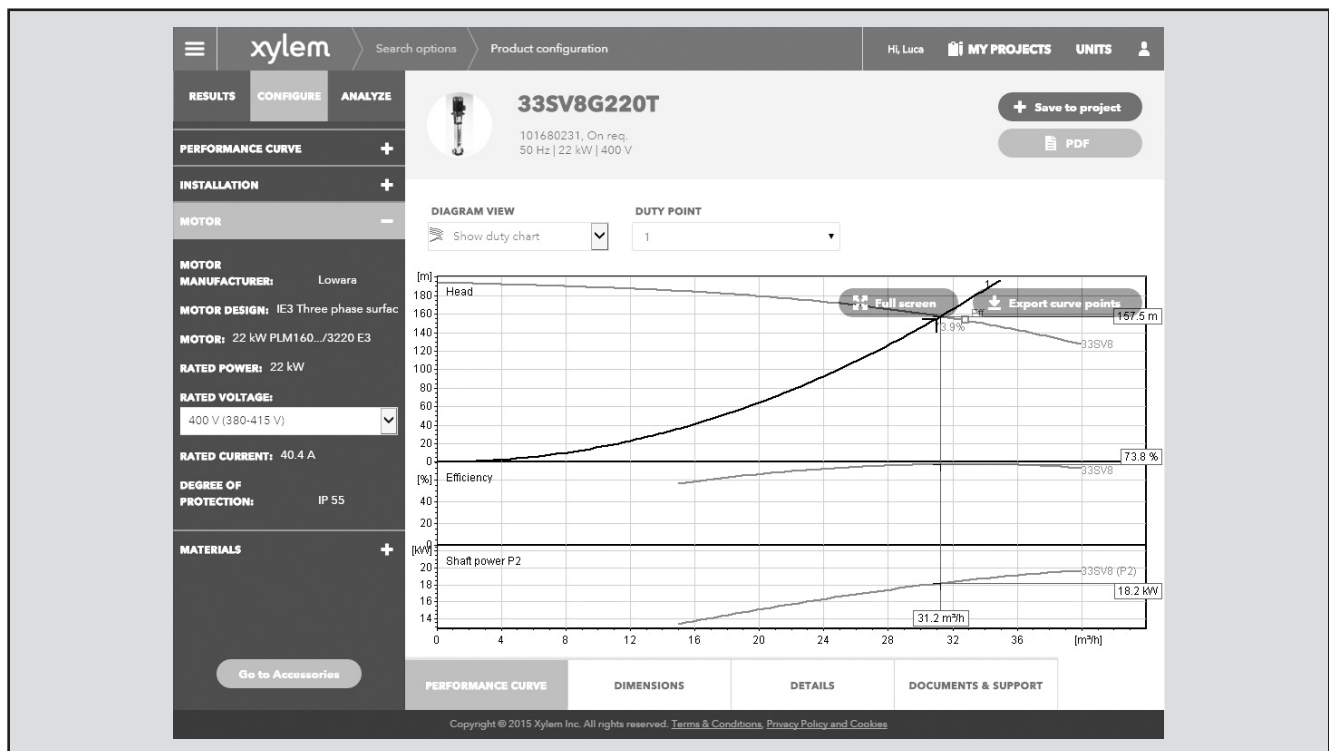 xylem
Search options
Product configuration
Hi, Luca
MY PROJECTS
UNITS
RESULTS
CONFIGURE
ANALYZE
PERFORMANCE CURVE +
INSTALLATION +
MOTOR −
MOTOR
MANUFACTURER: Lowara
MOTOR DESIGN: IE3 Three phase surfac
MOTOR: 22 kW PLM160.../3220 E3
RATED POWER: 22 kW
RATED VOLTAGE:
400 V (380-415 V)
RATED CURRENT: 40.4 A
DEGREE OF
PROTECTION: IP 55
MATERIALS +
Go to Accessories
33SV8G220T
101680231, On req.
50 Hz | 22 kW | 400 V
+ Save to project
PDF
DIAGRAM VIEW
Show duty chart
DUTY POINT
1
[m]
Head
180
160
140
120
100
80
60
40
20
0
1
Full screen
Export curve points
Eff
157.5 m
3.9%
33SV8
73.8 %
[%]
Efficiency
33SV8
40
20
0
[kW]
Shaft power P2
20
18
16
14
33SV8 (P2)
18.2 kW
31.2 m³/h
0 4 8 12 16 20 24 28 32 36 [m³/h]
PERFORMANCE CURVE
DIMENSIONS
DETAILS
DOCUMENTS & SUPPORT
Copyright © 2015 Xylem Inc. All rights reserved. Terms & Conditions, Privacy Policy and Cookies